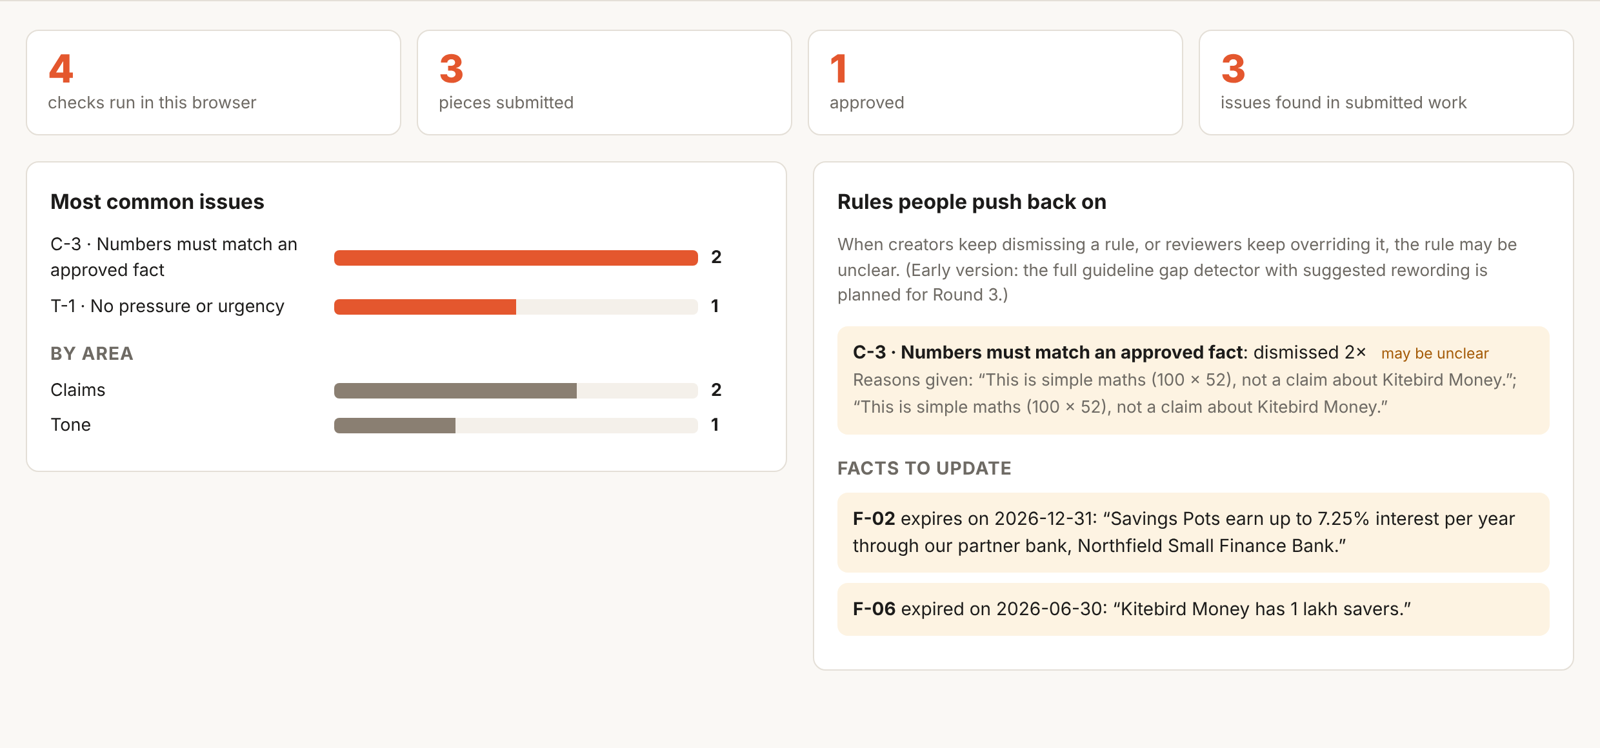 4
checks run in this browser
3
pieces submitted
1
approved
3
issues found in submitted work
Most common issues
C-3 · Numbers must match an
approved fact
2
T-1 · No pressure or urgency
1
BY AREA
Claims
2
Tone
1
Rules people push back on
When creators keep dismissing a rule, or reviewers keep overriding it, the rule may be
unclear. (Early version: the full guideline gap detector with suggested rewording is
planned for Round 3.)
C-3 · Numbers must match an approved fact: dismissed 2× may be unclear
Reasons given: “This is simple maths (100 × 52), not a claim about Kitebird Money.”;
“This is simple maths (100 × 52), not a claim about Kitebird Money.”
FACTS TO UPDATE
F-02 expires on 2026-12-31: “Savings Pots earn up to 7.25% interest per year
through our partner bank, Northfield Small Finance Bank.”
F-06 expired on 2026-06-30: “Kitebird Money has 1 lakh savers.”